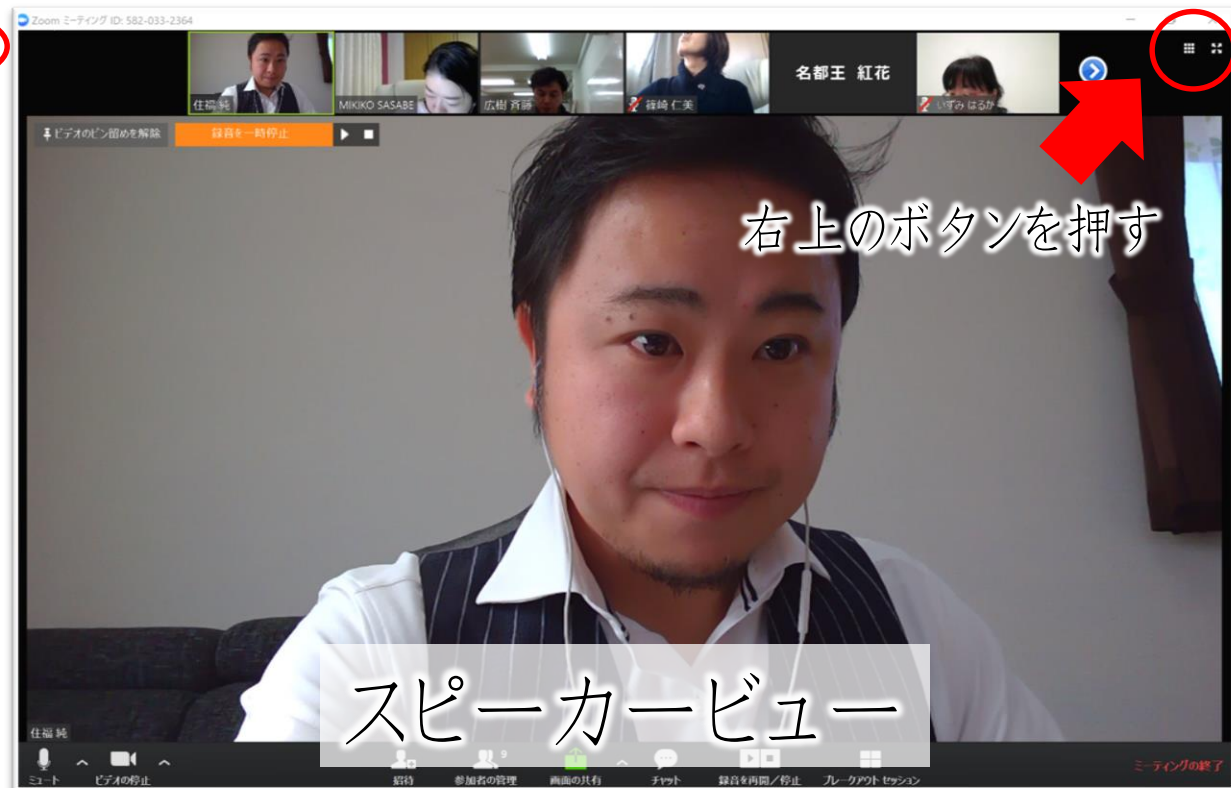 Zoom ミーティング ID: 582-033-2364
住福 純
MIKIKO SASABE
広樹 斉藤
篠崎 仁美
名都王 紅花
いずみ はるか
ビデオのピン留めを解除
録音を一時停止
右上のボタンを押す
スピーカービュー
住福 純
ミュート
ビデオの停止
招待
9
参加者の管理
画面の共有
チャット
録音を再開/停止
ブレークアウト セッション
ミーティングの終了